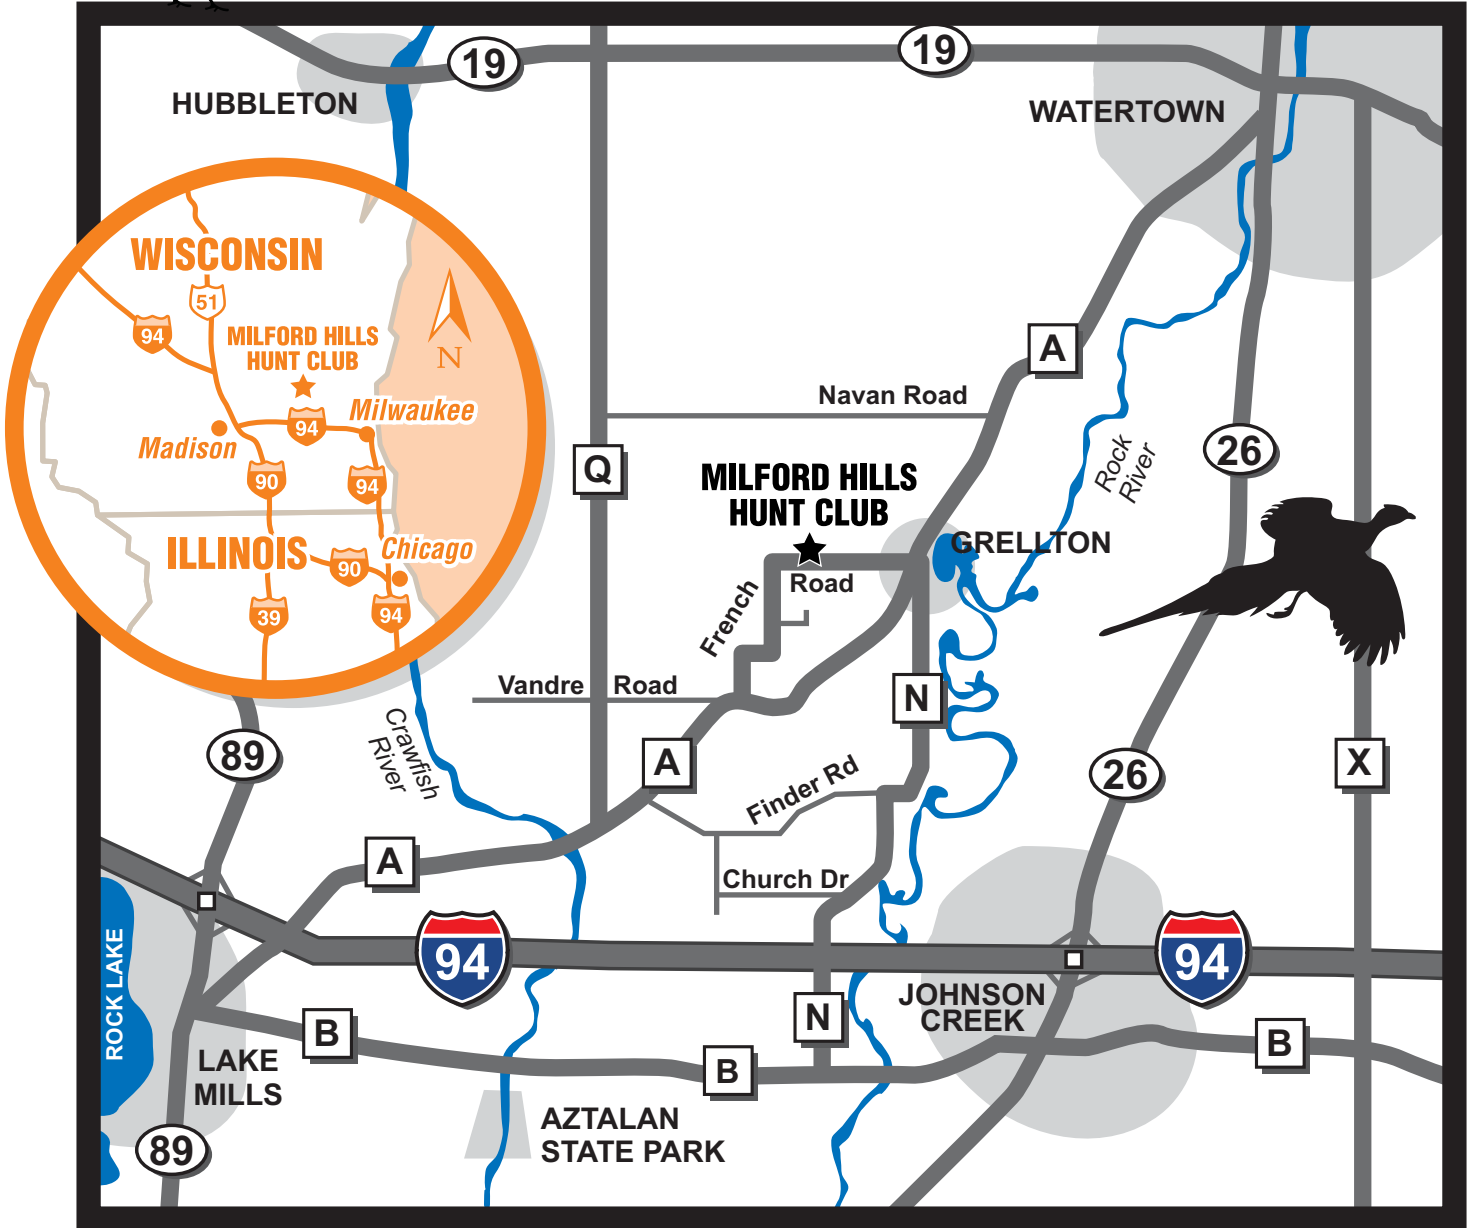 19
19
HUBBLETON
WATERTOWN
WISCONSIN
51
94
MILFORD HILLS
HUNT CLUB
N
94
Milwaukee
Madison
90
94
ILLINOIS
90
Chicago
39
94
A
Navan Road
Q
26
Rock
River
MILFORD HILLS
HUNT CLUB
GRELLTON
Road
French
Vandre Road
N
89
Crawfish
River
A
26
X
Finder Rd
A
Church Dr
94
94
ROCK LAKE
JOHNSON
CREEK
N
B
B
B
LAKE
MILLS
AZTALAN
STATE PARK
89